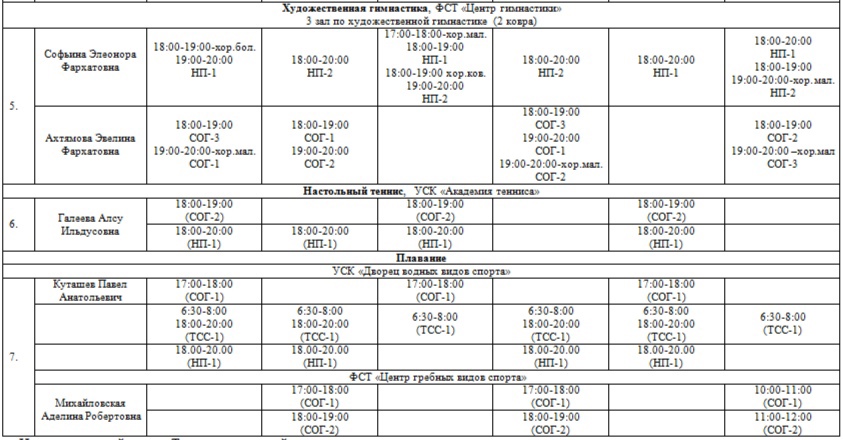 Художественная гимнастика, ФСТ «Центр гимнастики»
3 зал по художественной гимнастике (2 ковра)
5.
Софьина Элеонора
Фархатовна
18:00-19:00-хор.бол.
19:00-20:00
НП-1
18:00-20:00
НП-2
17:00-18:00-хор.мал.
18:00-19:00
НП-1
18:00-19:00 хор.ков.
19:00-20:00
НП-2
18:00-20:00
НП-2
18:00-20:00
НП-1
18:00-20:00
НП-1
18:00-19:00
19:00-20:00-хор.мал.
НП-2
Ахтямова Эвелина
Фархатовна
18:00-19:00
СОГ-3
19:00-20:00-хор.мал.
СОГ-1
18:00-19:00
СОГ-1
19:00-20:00
СОГ-2
18:00-19:00
СОГ-3
19:00-20:00
СОГ-1
19:00-20:00-хор.мал.
СОГ-2
18:00-19:00
СОГ-2
19:00-20:00 –хор.мал
СОГ-3
Настольный теннис, УСК «Академия тенниса»
6.
Галеева Алсу
Ильдусовна
18:00-19:00
(СОГ-2)
18:00-19:00
(СОГ-2)
18:00-19:00
(СОГ-2)
18:00-20:00
(НП-1)
18:00-20:00
(НП-1)
18:00-20:00
(НП-1)
18:00-20:00
(НП-1)
Плавание
УСК «Дворец водных видов спорта»
7.
Куташев Павел
Анатольевич
17:00-18:00
(СОГ-1)
17:00-18:00
(СОГ-1)
17:00-18:00
(СОГ-1)
6:30-8:00
18:00-20:00
(ТСС-1)
6:30-8:00
18:00-20:00
(ТСС-1)
6:30-8:00
(ТСС-1)
6:30-8:00
18:00-20:00
(ТСС-1)
6:30-8:00
18:00-20:00
(ТСС-1)
6:30-8:00
(ТСС-1)
18.00-20.00
(НП-1)
18.00-20.00
(НП-1)
18.00-20.00
(НП-1)
18.00-20.00
(НП-1)
ФСТ «Центр гребных видов спорта»
Михайловская
Аделина Робертовна
17:00-18:00
(СОГ-1)
17:00-18:00
(СОГ-1)
10:00-11:00
(СОГ-1)
18:00-19:00
(СОГ-2)
18:00-19:00
(СОГ-2)
11:00-12:00
(СОГ-2)